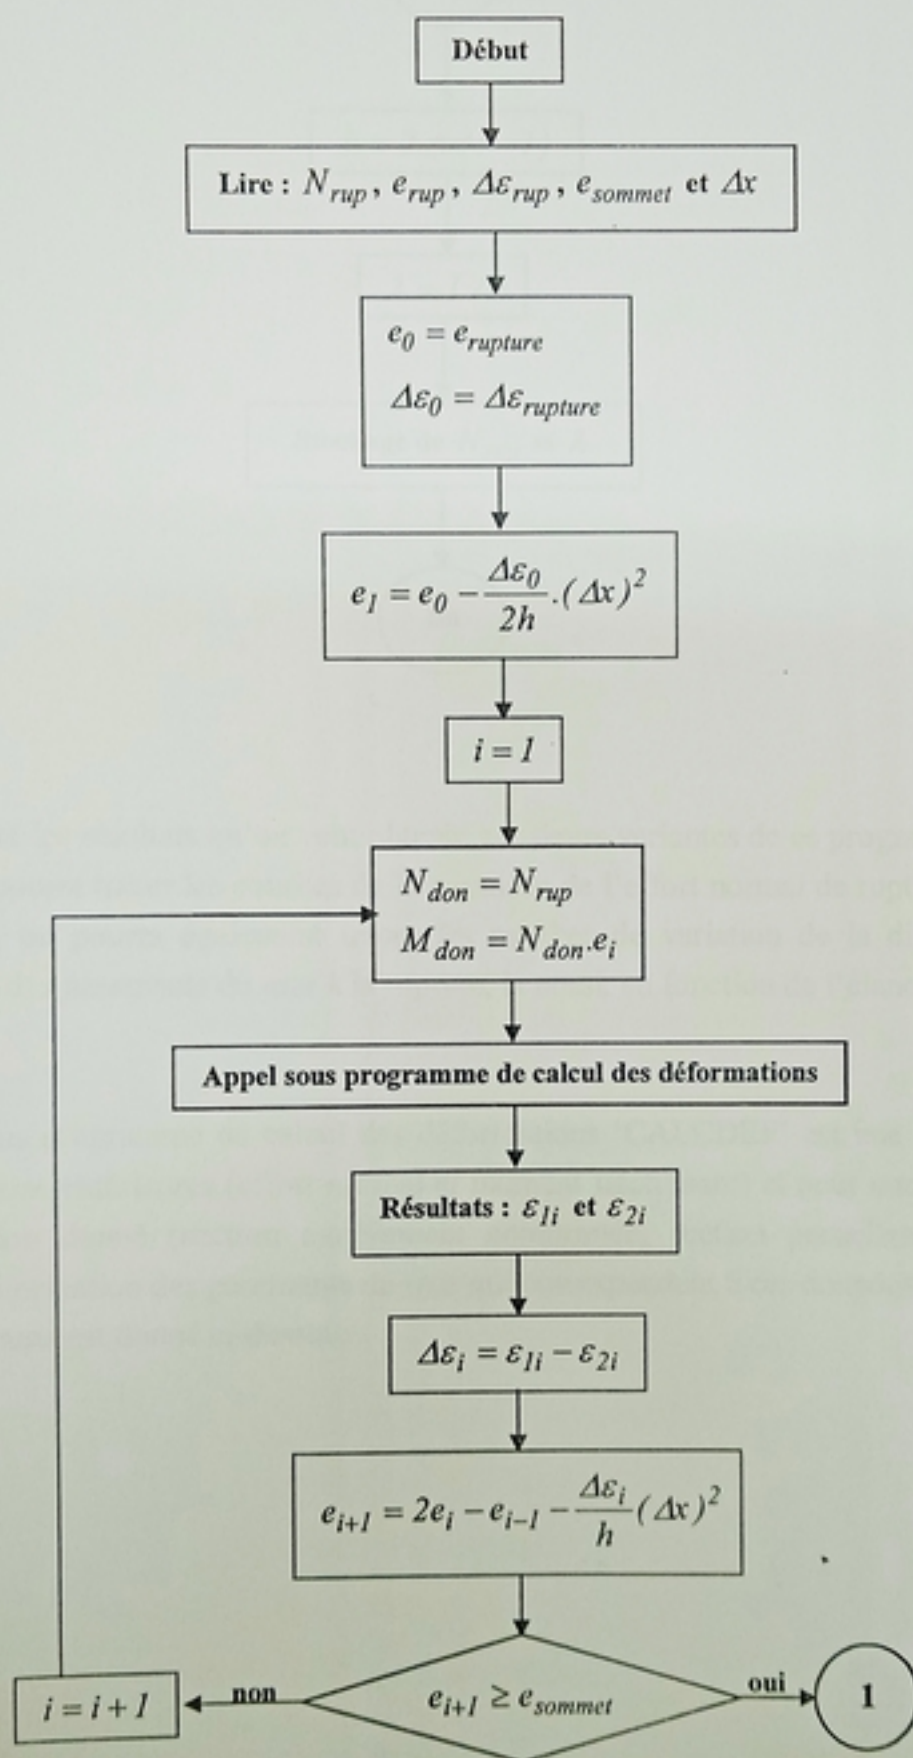 Début
Lire : N_rup, e_rup, Δε_rup, e_sommet et Δx
e_0 = e_rupture
Δε_0 = Δε_rupture
e_1 = e_0 − Δε_0/2h .(Δx)^2
i = 1
N_don = N_rup
M_don = N_don.e_i
Appel sous programme de calcul des déformations
Résultats : ε_1i et ε_2i
Δε_i = ε_1i − ε_2i
e_i+1 = 2e_i − e_i−1 − Δε_i/h (Δx)^2
i = i + 1
non
e_i+1 ≥ e_sommet
oui
1